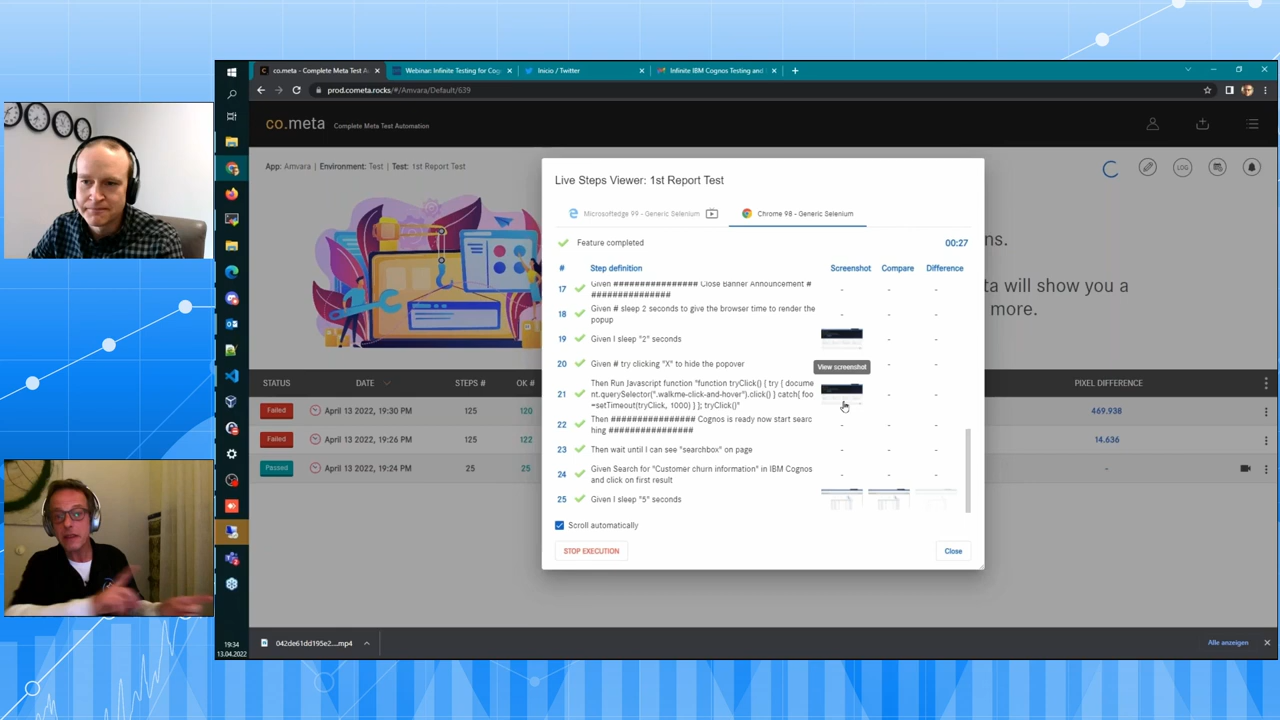 co.meta - Complete Meta Test A
Webinar: Infinite Testing for Cog
Inicio / Twitter
Infinite IBM Cognos Testing and
prod.cometa.rocks/#/Amvara/Default/639
co.meta Complete Meta Test Automation
App: Amvara | Environment: Test | Test: 1st Report Test
LOG
Live Steps Viewer: 1st Report Test
Microsoftedge 99 - Generic Selenium
Chrome 98 - Generic Selenium
Feature completed
00:27
# Step definition Screenshot Compare Difference
17 Given ################ Close Banner Announcement #
###############
- - -
18 Given # sleep 2 seconds to give the browser time to render the
popup
- - -
19 Given I sleep "2" seconds - -
20 Given # try clicking "X" to hide the popover - -
View screenshot
21 Then Run Javascript function "function tryClick() { try { docume
nt.querySelector(".walkme-click-and-hover").click() } catch{ foo
=setTimeout(tryClick, 1000) } }; tryClick()"
- -
22 Then ################ Cognos is ready now start sear
ching ################
- - -
23 Then wait until I can see "searchbox" on page - - -
24 Given Search for "Customer churn information" in IBM Cognos
and click on first result
- - -
25 Given I sleep "5" seconds
Scroll automatically
STOP EXECUTION
Close
ns.
ta will show you a
more.
STATUS DATE STEPS # OK # PIXEL DIFFERENCE
Failed April 13 2022, 19:30 PM 125 120 469.938
Failed April 13 2022, 19:26 PM 125 122 14.636
Passed April 13 2022, 19:24 PM 25 25 -
042de61dd195e2....mp4
Alle anzeigen
19:34
13.04.2022